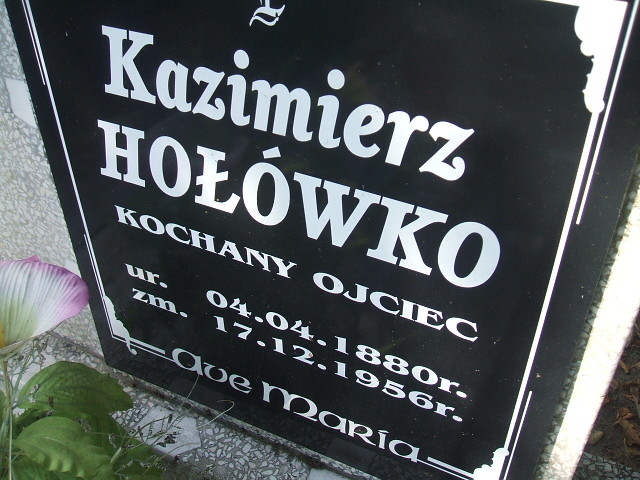 Kazimierz
HOŁÓWKO
KOCHANY OJCIEC
ur. 04.04.1880r.
zm. 17.12.1956r.
Ave Maria